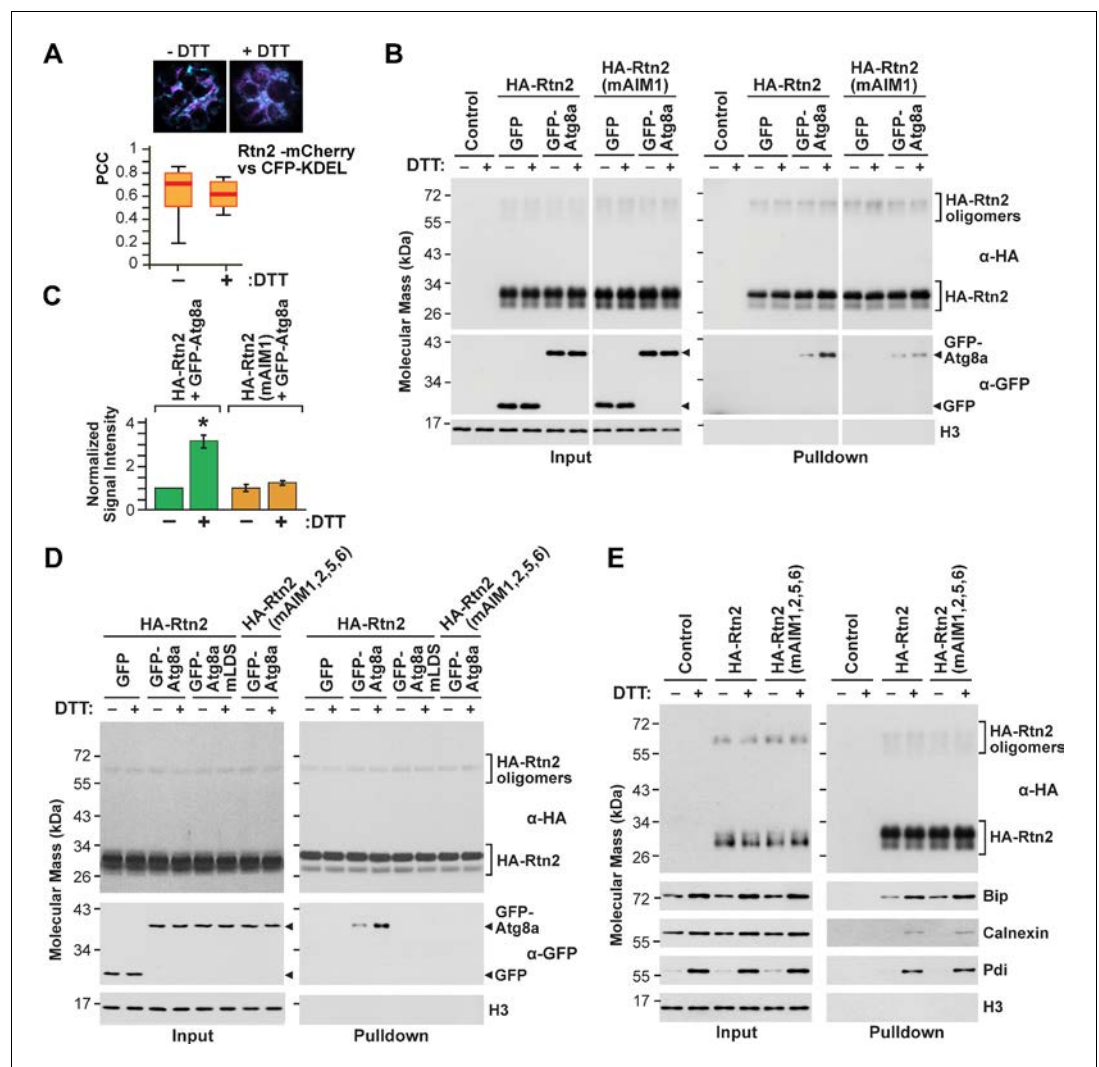 A
- DTT + DTT
Rtn2 -mCherry
vs CFP-KDEL
PCC
1
0.8
0.6
0.4
0.2
0
– + :DTT
B
Control
HA-Rtn2
HA-Rtn2
(mAIM1)
GFP
GFP-
Atg8a
GFP
GFP-
Atg8a
Control
HA-Rtn2
HA-Rtn2
(mAIM1)
GFP
GFP-
Atg8a
GFP
GFP-
Atg8a
DTT: – + – + – + – + – + – + – + – + – + – +
Molecular Mass (kDa)
72
55
43
34
26
43
34
17
HA-Rtn2
oligomers
α-HA
HA-Rtn2
GFP-
Atg8a
α-GFP
GFP
H3
Input Pulldown
C
HA-Rtn2
+ GFP-Atg8a
HA-Rtn2
(mAIM1)
+ GFP-Atg8a
Normalized
Signal Intensity
4
2
0
*
– + – + :DTT
D
HA-Rtn2
HA-Rtn2
(mAIM1,2,5,6)
HA-Rtn2
HA-Rtn2
(mAIM1,2,5,6)
GFP
GFP-
Atg8a
GFP-
Atg8a
mLDS
GFP-
Atg8a
GFP
GFP-
Atg8a
GFP-
Atg8a
mLDS
GFP-
Atg8a
DTT: – + – + – + – + – + – + – + – +
Molecular Mass (kDa)
72
55
43
34
26
43
34
17
HA-Rtn2
oligomers
α-HA
HA-Rtn2
GFP-
Atg8a
α-GFP
GFP
H3
Input Pulldown
E
Control
HA-Rtn2
HA-Rtn2
(mAIM1,2,5,6)
Control
HA-Rtn2
HA-Rtn2
(mAIM1,2,5,6)
DTT: – + – + – + – + – + – +
Molecular Mass (kDa)
72
55
43
34
26
72
55
55
17
HA-Rtn2
oligomers
α-HA
HA-Rtn2
Bip
Calnexin
Pdi
H3
Input Pulldown